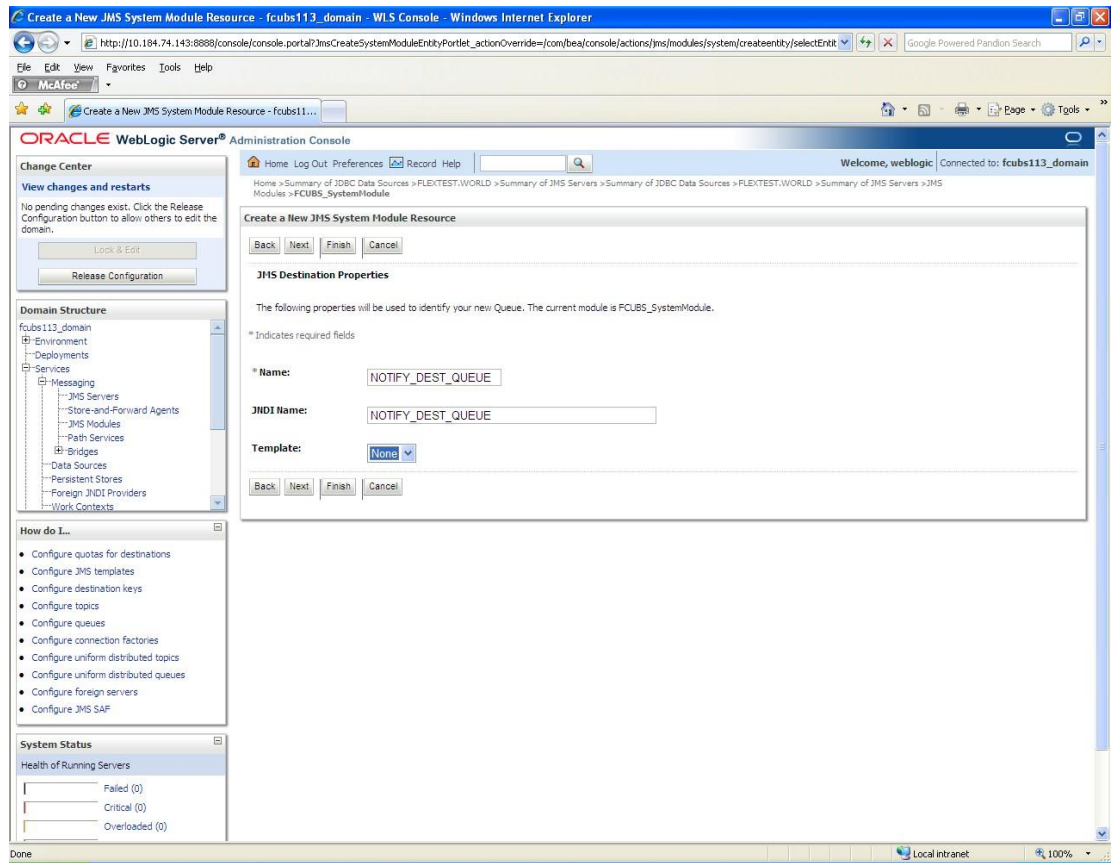 Create a New JMS System Module Resource - fcubs113_domain - WLS Console - Windows Internet Explorer
http://10.184.74.143:8888/console/console.portal?JmsCreateSystemModuleEntityPortlet_actionOverride=/com/bea/console/actions/jms/modules/system/createentity/selectEntit
Google Powered Pandion Search
File Edit View Favorites Tools Help
McAfee
Create a New JMS System Module Resource - fcubs11...
Page Tools
ORACLE WebLogic Server® Administration Console
Change Center
View changes and restarts
No pending changes exist. Click the Release
Configuration button to allow others to edit the
domain.
Lock & Edit
Release Configuration
Domain Structure
fcubs113_domain
Environment
Deployments
Services
Messaging
JMS Servers
Store-and-Forward Agents
JMS Modules
Path Services
Bridges
Data Sources
Persistent Stores
Foreign JNDI Providers
Work Contexts
How do I...
Configure quotas for destinations
Configure JMS templates
Configure destination keys
Configure topics
Configure queues
Configure connection factories
Configure uniform distributed topics
Configure uniform distributed queues
Configure foreign servers
Configure JMS SAF
System Status
Health of Running Servers
Failed (0)
Critical (0)
Overloaded (0)
Home Log Out Preferences Record Help
Welcome, weblogic Connected to: fcubs113_domain
Home >Summary of JDBC Data Sources >FLEXTEST.WORLD >Summary of JMS Servers >Summary of JDBC Data Sources >FLEXTEST.WORLD >Summary of JMS Servers >JMS
Modules >FCUBS_SystemModule
Create a New JMS System Module Resource
Back Next Finish Cancel
JMS Destination Properties
The following properties will be used to identify your new Queue. The current module is FCUBS_SystemModule.
* Indicates required fields
* Name: NOTIFY_DEST_QUEUE
JNDI Name: NOTIFY_DEST_QUEUE
Template: None
Back Next Finish Cancel
Done
Local intranet
100%